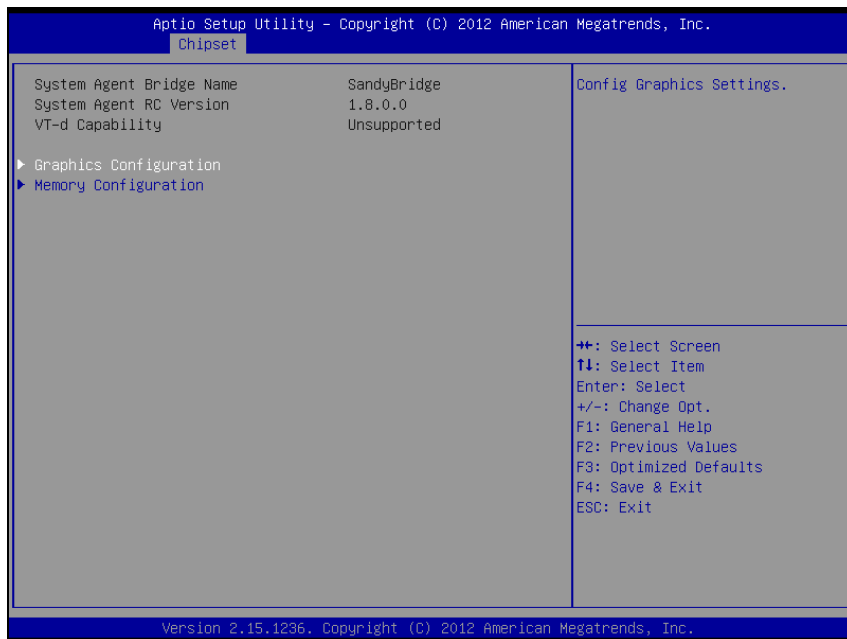 Aptio Setup Utility – Copyright (C) 2012 American Megatrends, Inc.
Chipset
System Agent Bridge Name SandyBridge
System Agent RC Version 1.8.0.0
VT-d Capability Unsupported
▶ Graphics Configuration
▶ Memory Configuration
Config Graphics Settings.
→←: Select Screen
↑↓: Select Item
Enter: Select
+/-: Change Opt.
F1: General Help
F2: Previous Values
F3: Optimized Defaults
F4: Save & Exit
ESC: Exit
Version 2.15.1236. Copyright (C) 2012 American Megatrends, Inc.